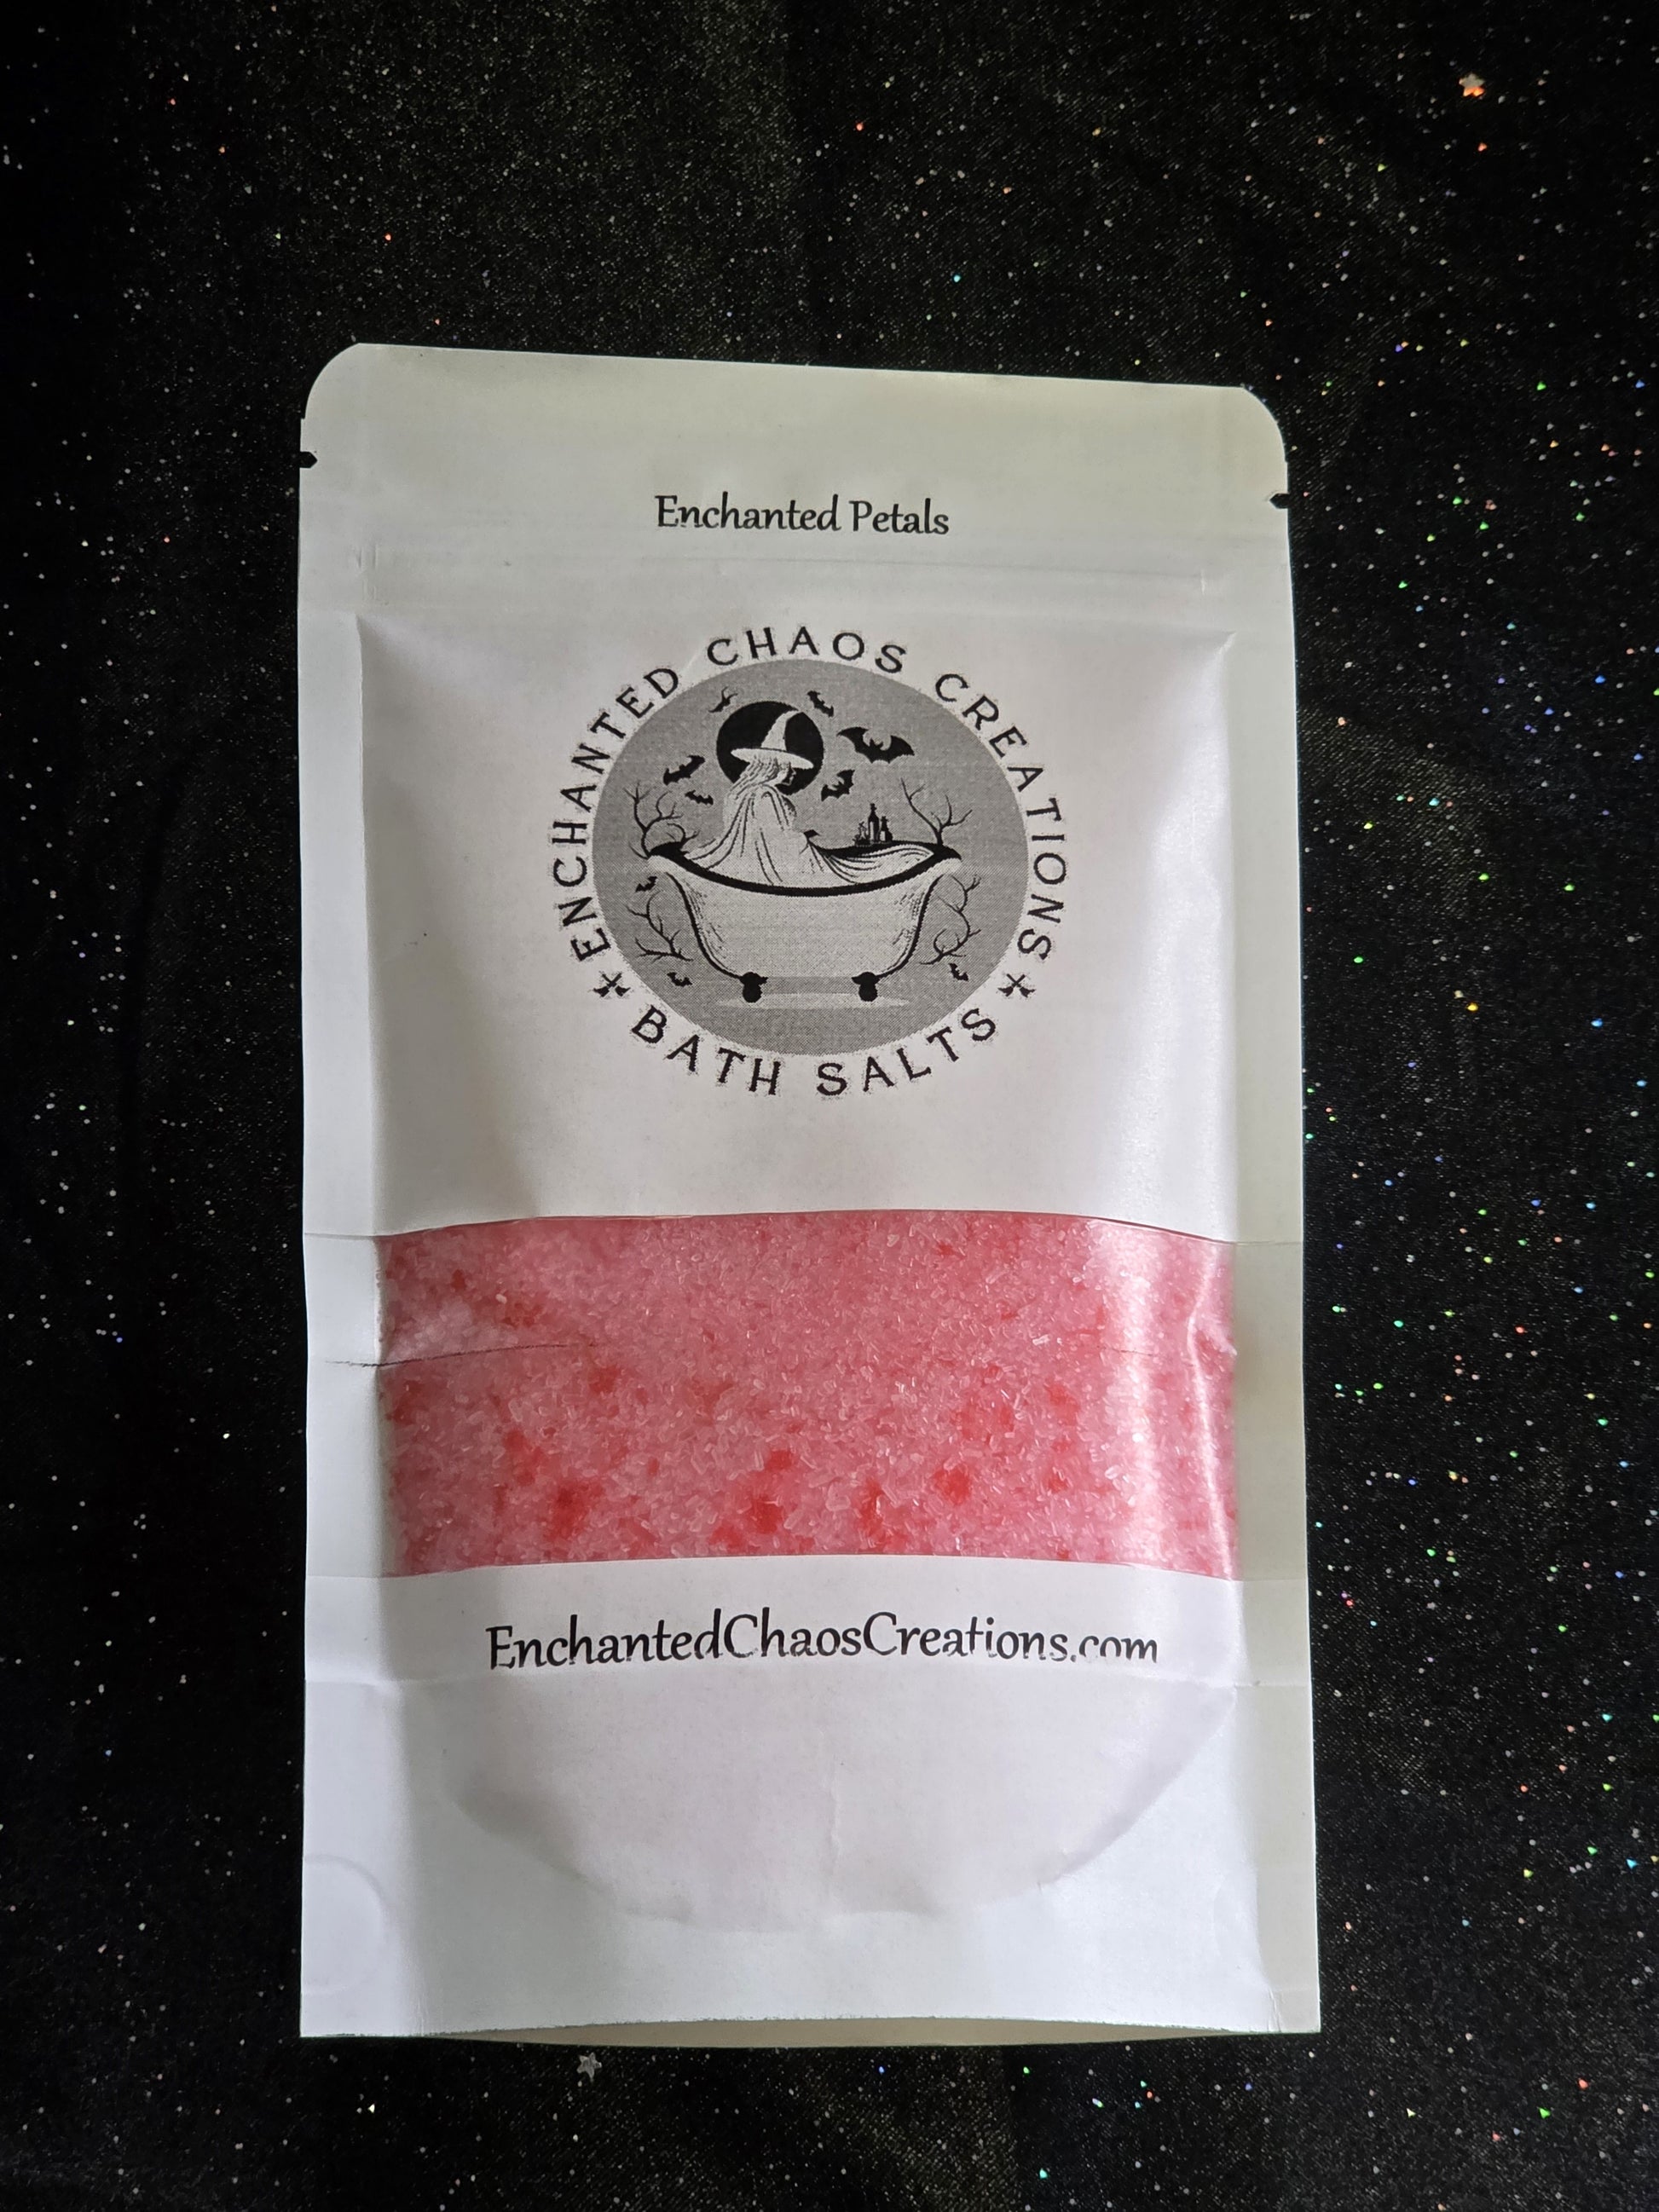 Enchanted Petals
ENCHANTED CHAOS CREATIONS
BATH SALTS
EnchantedChaosCreations.com